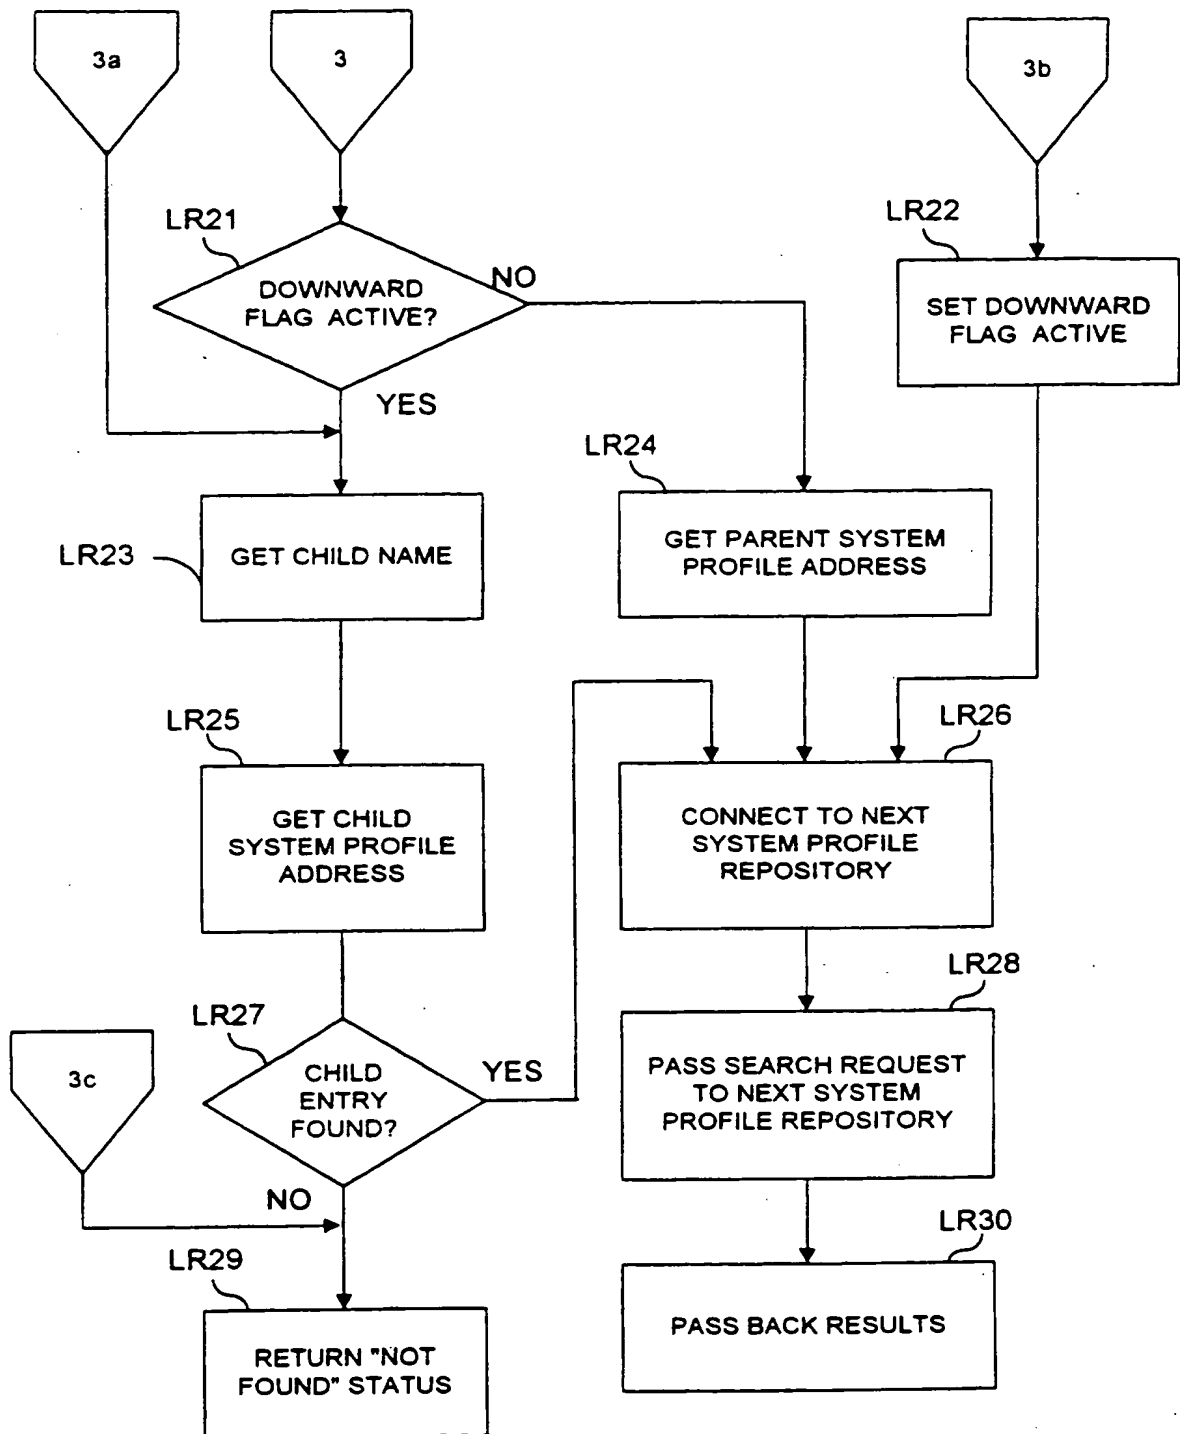 3a
3
3b
LR21
DOWNWARD
FLAG ACTIVE?
NO
YES
LR22
SET DOWNWARD
FLAG ACTIVE
LR23
GET CHILD NAME
LR24
GET PARENT SYSTEM
PROFILE ADDRESS
LR25
GET CHILD
SYSTEM PROFILE
ADDRESS
LR26
CONNECT TO NEXT
SYSTEM PROFILE
REPOSITORY
LR27
CHILD
ENTRY
FOUND?
YES
NO
3c
LR28
PASS SEARCH REQUEST
TO NEXT SYSTEM
PROFILE REPOSITORY
LR29
RETURN "NOT
FOUND" STATUS
LR30
PASS BACK RESULTS